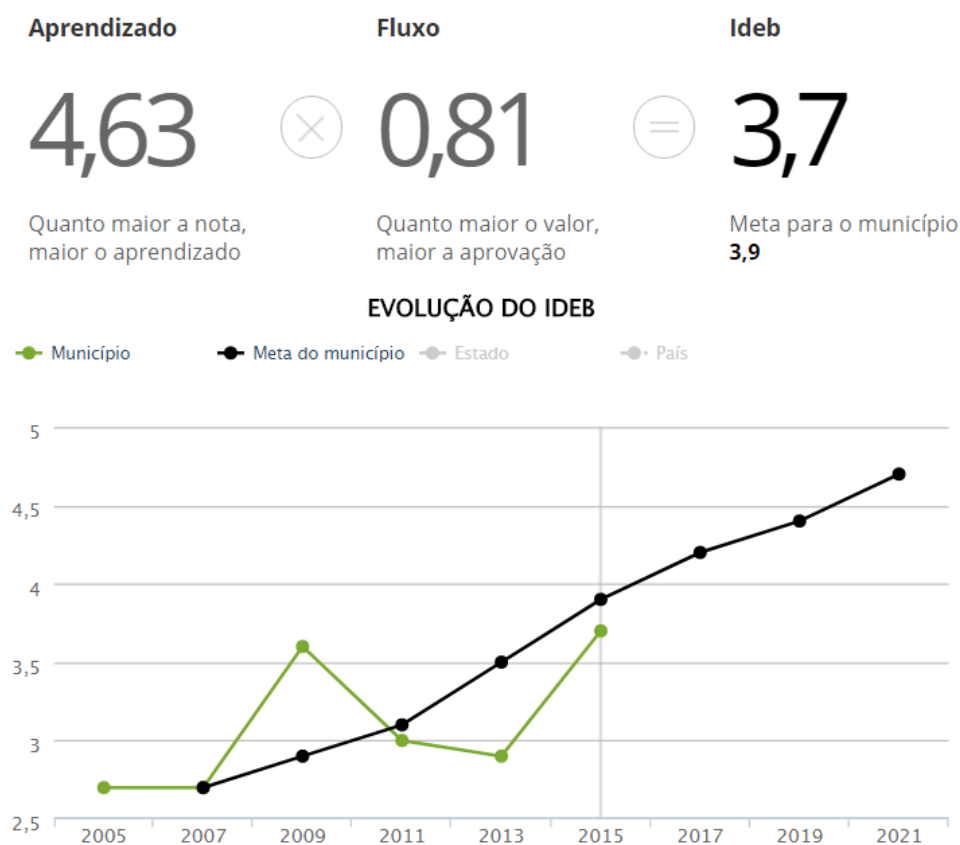 Aprendizado
Fluxo
Ideb
4,63
0,81
3,7
Quanto maior a nota,
maior o aprendizado
Quanto maior o valor,
maior a aprovação
Meta para o município
3,9
EVOLUÇÃO DO IDEB
Município
Meta do município
Estado
País
5
4,5
4
3,5
3
2,5
2005 2007 2009 2011 2013 2015 2017 2019 2021